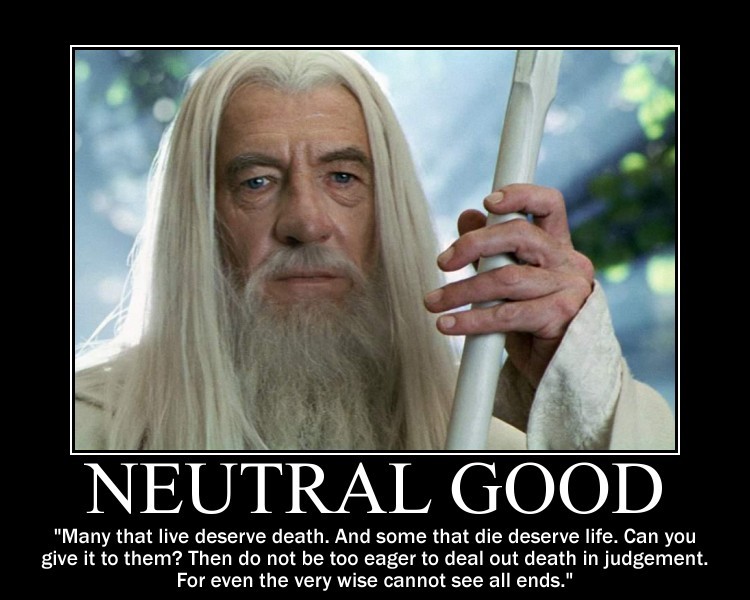 NEUTRAL GOOD
"Many that live deserve death. And some that die deserve life. Can you
give it to them? Then do not be too eager to deal out death in judgement.
For even the very wise cannot see all ends."